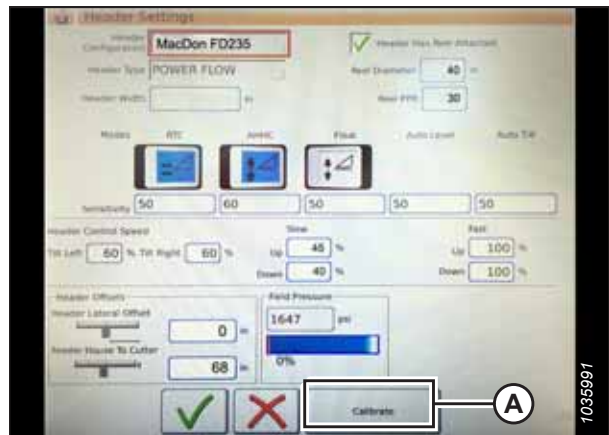 Header Settings
Header Configuration MacDon FD235 Header Has Reel Attached
Header Type POWER FLOW Reel Diameter 40 in
Header Width in Reel PPR 30
Modes RTC AHHC Float Auto Level Auto Tilt
Sensitivity 50 60 50 50 50
Header Control Speed Slow Fast
Tilt Left 60 % Tilt Right 60 % Up 45 % Up 100 %
Down 40 % Down 100 %
Header Offsets Field Pressure
Header Lateral Offset 1647 psi
0
Header House To Cutter
68 0%
Calibrate A
1035991